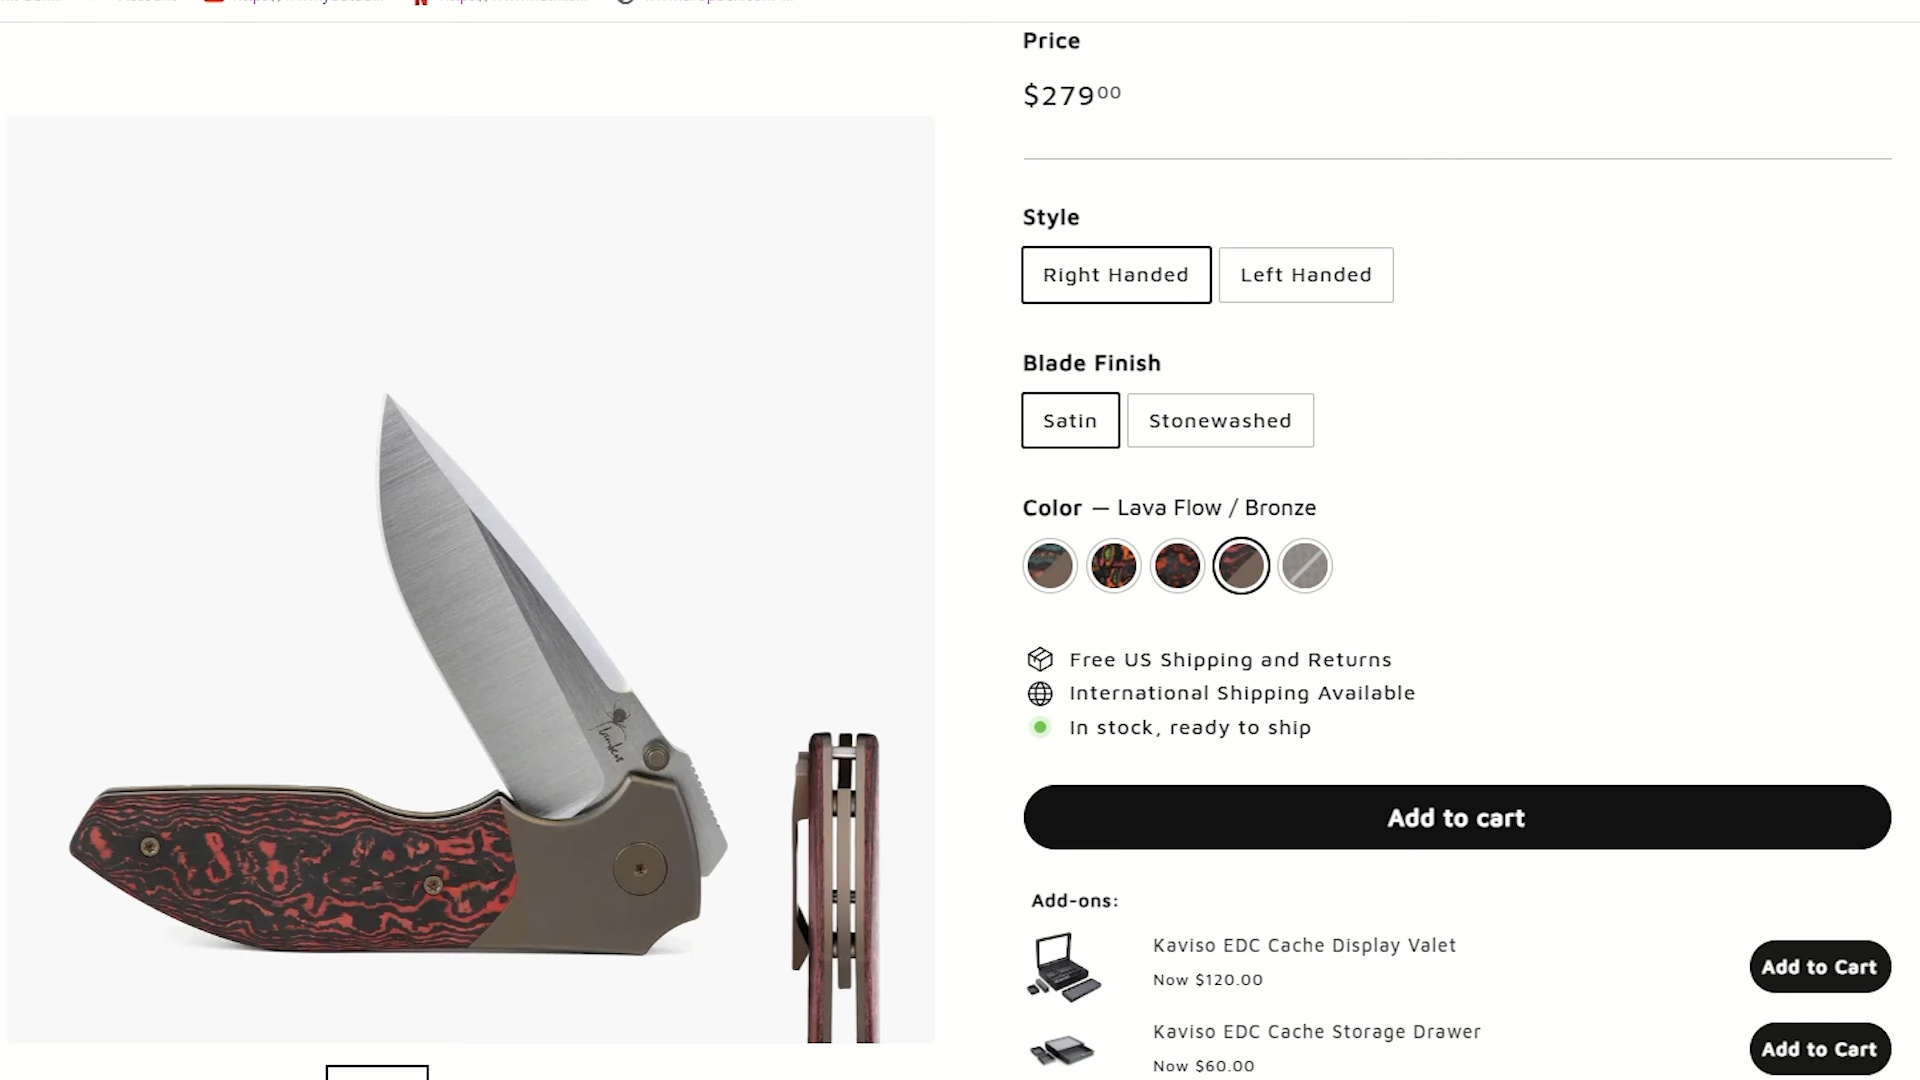 Price
$27900
Style
Right Handed
Left Handed
Blade Finish
Satin
Stonewashed
Color — Lava Flow / Bronze
Free US Shipping and Returns
International Shipping Available
In stock, ready to ship
Add to cart
Add-ons:
Kaviso EDC Cache Display Valet
Now $120.00
Add to Cart
Kaviso EDC Cache Storage Drawer
Now $60.00
Add to Cart